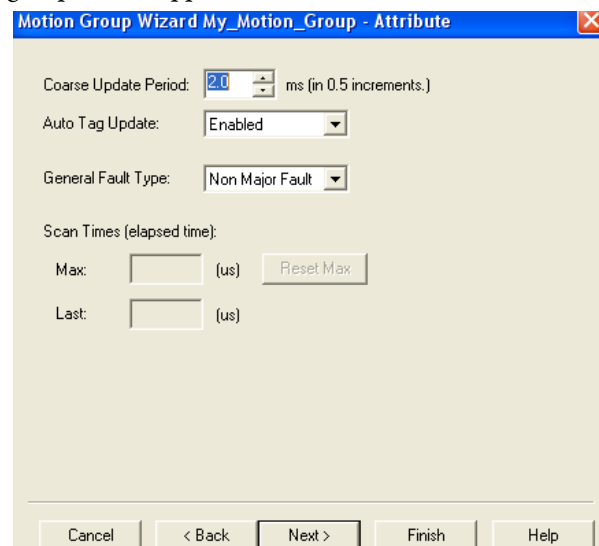 Motion Group Wizard My_Motion_Group - Attribute
Coarse Update Period: 2.0 ms (in 0.5 increments.)
Auto Tag Update: Enabled
General Fault Type: Non Major Fault
Scan Times (elapsed time):
Max: (us) Reset Max
Last: (us)
Cancel < Back Next > Finish Help